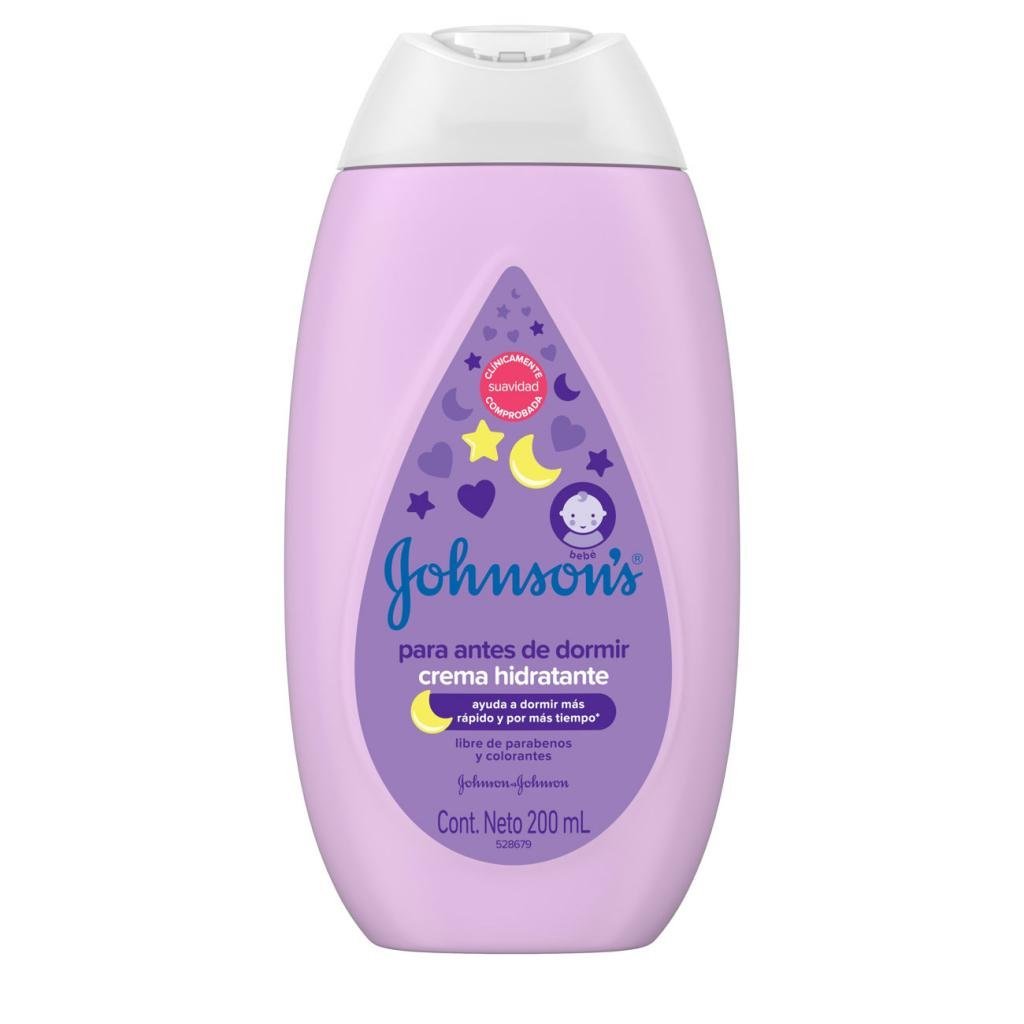 CLÍNICAMENTE
suavidad
COMPROBADA
bebé
Johnson's®
para antes de dormir
crema hidratante
ayuda a dormir más
rápido y por más tiempo*
libre de parabenos
y colorantes
Johnson&Johnson
Cont. Neto 200 mL
528679